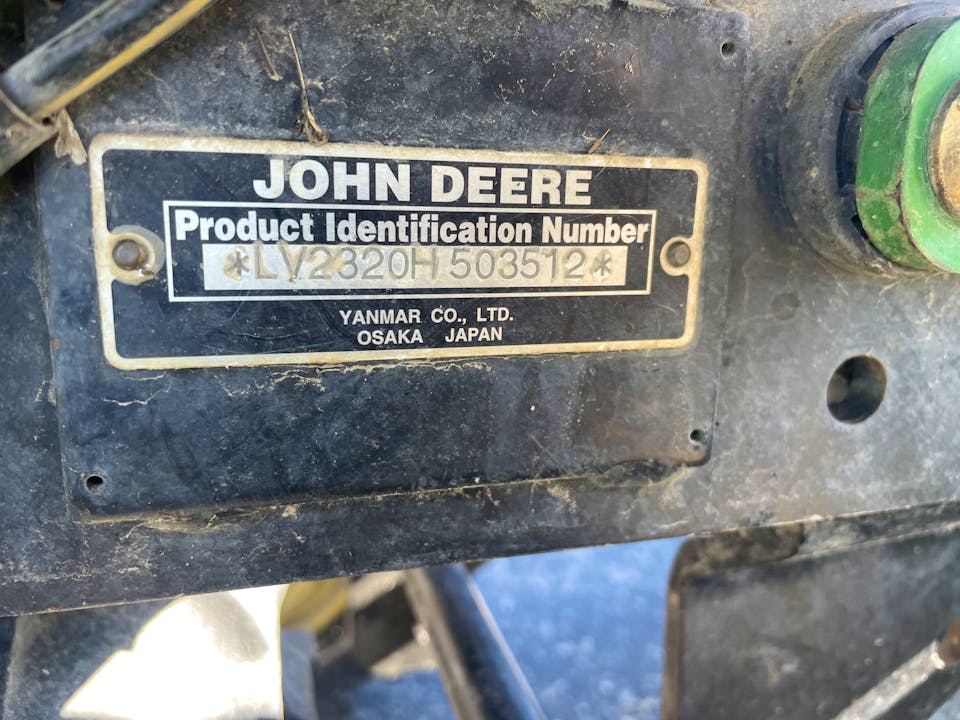 JOHN DEERE
Product Identification Number
*LV2320H503512*
YANMAR CO., LTD.
OSAKA JAPAN